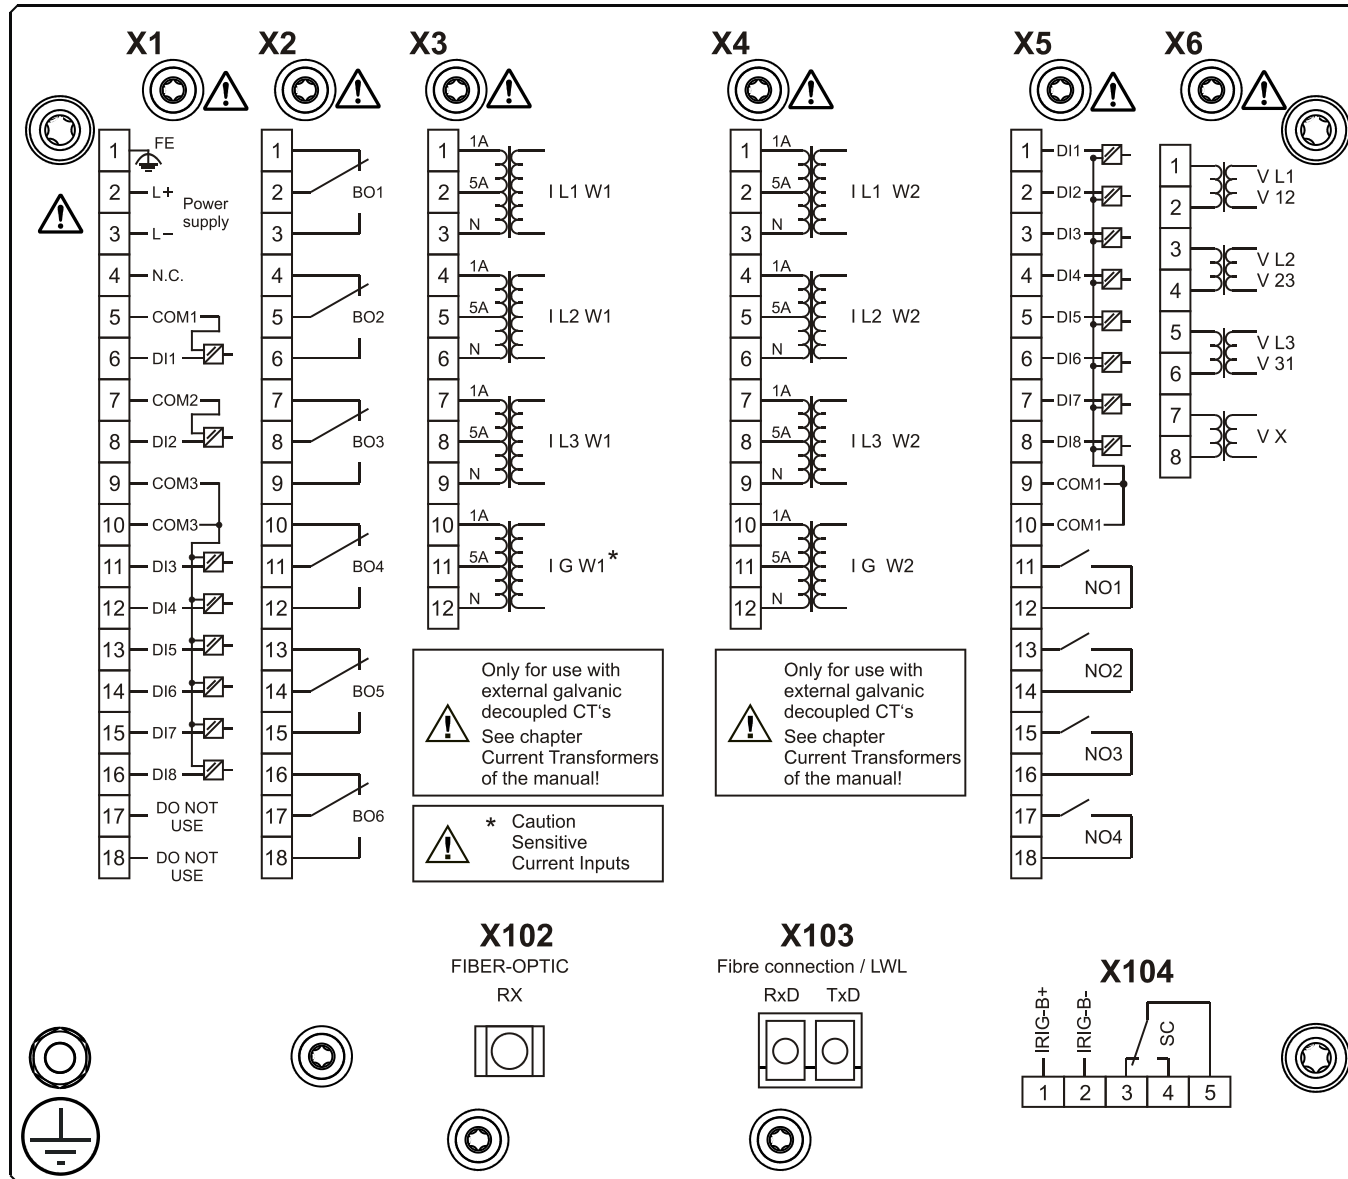 X1
1 FE
2 L+ Power
supply
3 L–
4 N.C.
5 COM1
6 DI1
7 COM2
8 DI2
9 COM3
10 COM3
11 DI3
12 DI4
13 DI5
14 DI6
15 DI7
16 DI8
17 DO NOT
USE
18 DO NOT
USE
X2
1
2 BO1
3
4
5 BO2
6
7
8 BO3
9
10
11 BO4
12
13
14 BO5
15
16
17 BO6
18
X3
1 1A
2 5A I L1 W1
3 N
4 1A
5 5A I L2 W1
6 N
7 1A
8 5A I L3 W1
9 N
10 1A
11 5A I G W1*
12 N
Only for use with
external galvanic
decoupled CT‘s
See chapter
Current Transformers
of the manual!
* Caution
Sensitive
Current Inputs
X4
1 1A
2 5A I L1 W2
3 N
4 1A
5 5A I L2 W2
6 N
7 1A
8 5A I L3 W2
9 N
10 1A
11 5A I G W2
12 N
Only for use with
external galvanic
decoupled CT‘s
See chapter
Current Transformers
of the manual!
X5
1 DI1
2 DI2
3 DI3
4 DI4
5 DI5
6 DI6
7 DI7
8 DI8
9 COM1
10 COM1
11
NO1
12
13
NO2
14
15
NO3
16
17
NO4
18
X6
1 V L1
2 V 12
3 V L2
4 V 23
5 V L3
6 V 31
7
V X
8
X102
FIBER-OPTIC
RX
X103
Fibre connection / LWL
RxD TxD
X104
IRIG-B+
IRIG-B-
SC
1 2 3 4 5